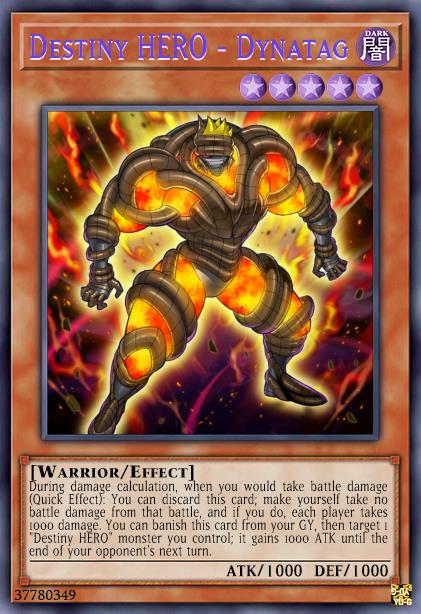 Destiny HERO - Dynatag
DARK
闇
[Warrior/Effect]
During damage calculation, when you would take battle damage
(Quick Effect): You can discard this card; make yourself take no
battle damage from that battle, and if you do, each player takes
1000 damage. You can banish this card from your GY, then target 1
"Destiny HERO" monster you control; it gains 1000 ATK until the
end of your opponent's next turn.
ATK/1000 DEF/1000
37780349